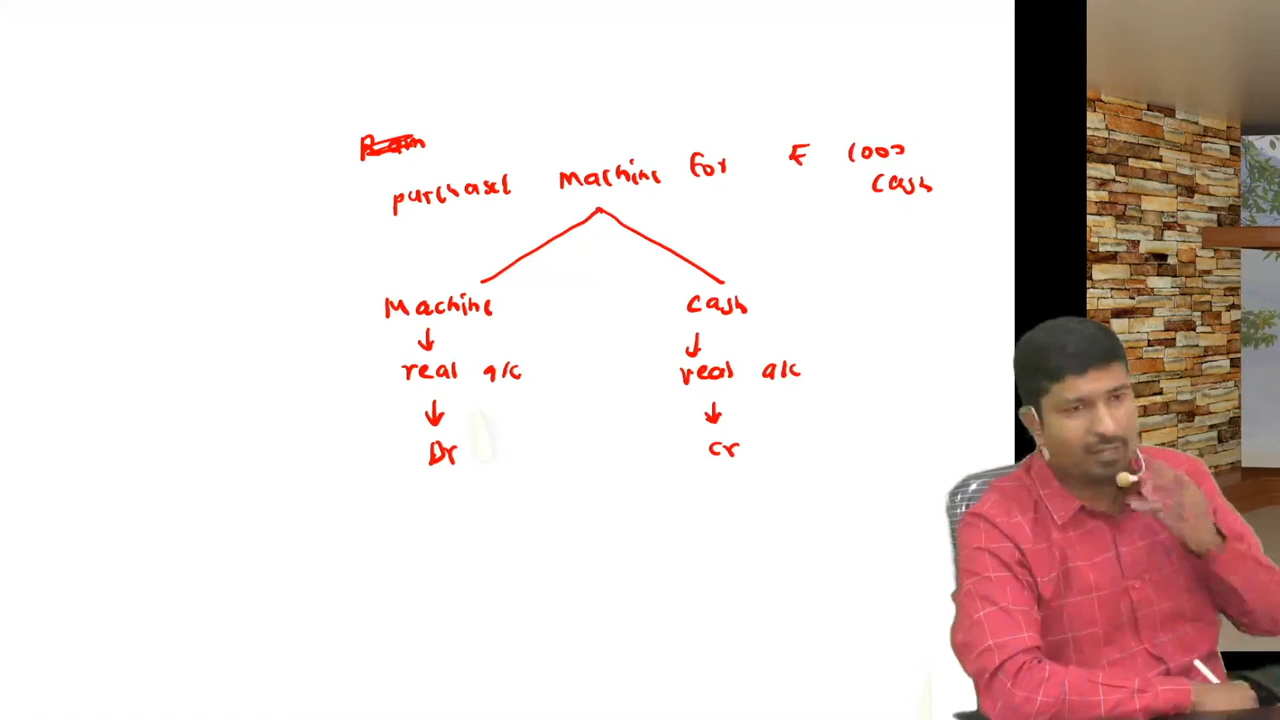 purchased machine for ₹ 1000
cash
Machine cash
↓ ↓
real a/c real a/c
↓ ↓
Dr cr